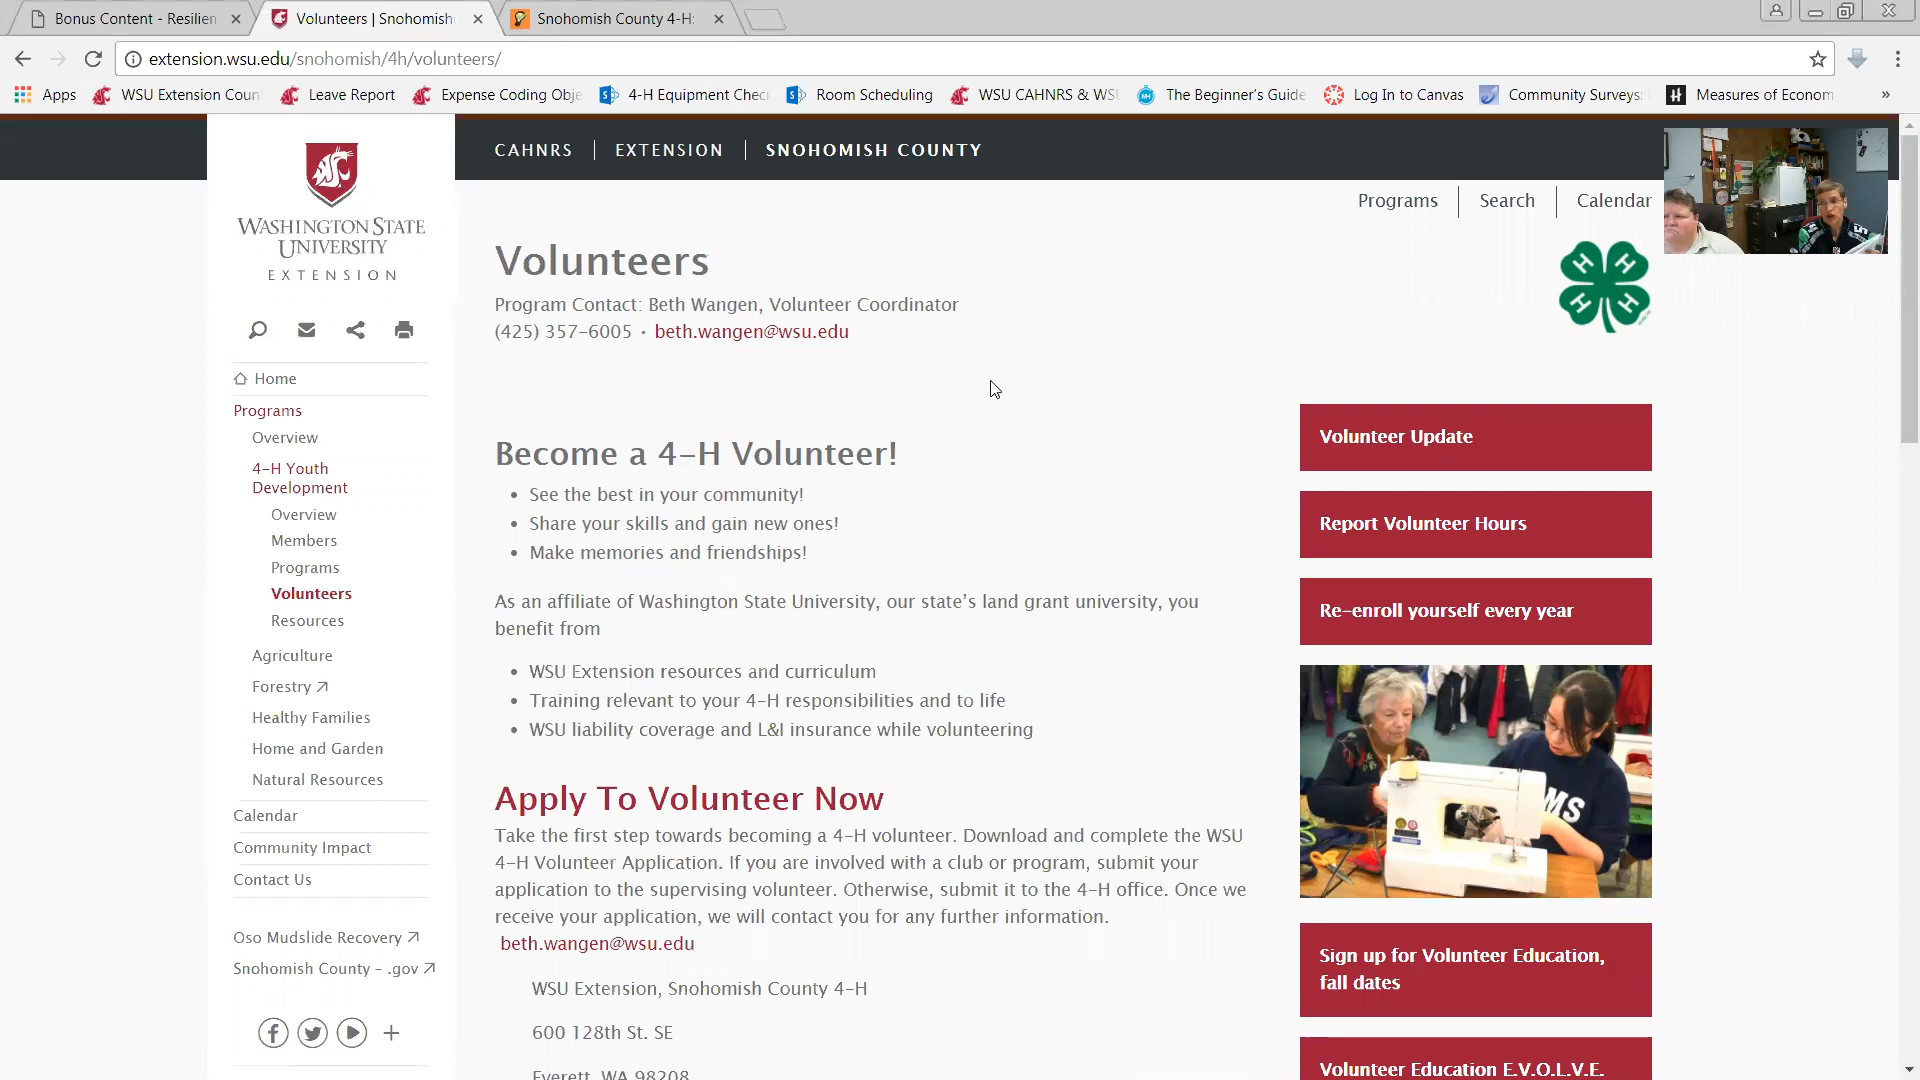 Bonus Content - Resilien
Volunteers | Snohomish
Snohomish County 4-H:
extension.wsu.edu/snohomish/4h/volunteers/
Apps
WSU Extension Coun
Leave Report
Expense Coding Obje
4-H Equipment Chec
Room Scheduling
WSU CAHNRS & WS
The Beginner's Guide
Log In to Canvas
Community Surveys:
Measures of Econom
»
CAHNRS
EXTENSION
SNOHOMISH COUNTY
Programs
Search
Calendar
WASHINGTON STATE
UNIVERSITY
EXTENSION
Home
Programs
Overview
4-H Youth
Development
Overview
Members
Programs
Volunteers
Resources
Agriculture
Forestry
Healthy Families
Home and Garden
Natural Resources
Calendar
Community Impact
Contact Us
Oso Mudslide Recovery
Snohomish County – .gov
Volunteers
Program Contact: Beth Wangen, Volunteer Coordinator
(425) 357-6005 • beth.wangen@wsu.edu
H H
H H
Become a 4-H Volunteer!
• See the best in your community!
• Share your skills and gain new ones!
• Make memories and friendships!
As an affiliate of Washington State University, our state's land grant university, you
benefit from
• WSU Extension resources and curriculum
• Training relevant to your 4-H responsibilities and to life
• WSU liability coverage and L&I insurance while volunteering
Apply To Volunteer Now
Take the first step towards becoming a 4-H volunteer. Download and complete the WSU
4-H Volunteer Application. If you are involved with a club or program, submit your
application to the supervising volunteer. Otherwise, submit it to the 4-H office. Once we
receive your application, we will contact you for any further information.
beth.wangen@wsu.edu
WSU Extension, Snohomish County 4-H
600 128th St. SE
Everett, WA 98208
Volunteer Update
Report Volunteer Hours
Re-enroll yourself every year
MS
Sign up for Volunteer Education,
fall dates
Volunteer Education E.V.O.L.V.E.